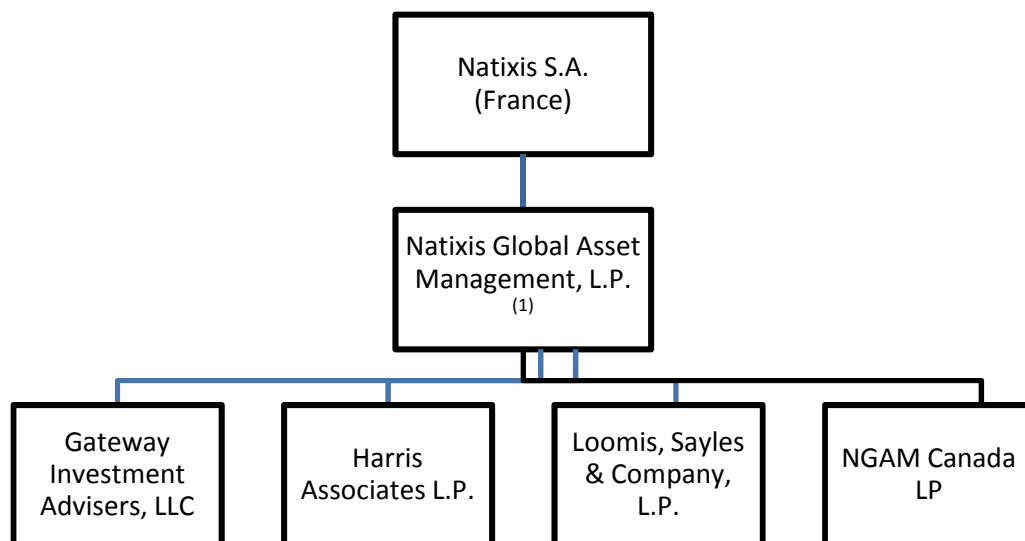 Natixis S.A.
(France)
Natixis Global Asset
Management, L.P.
(1)
Gateway
Investment
Advisers, LLC
Harris
Associates L.P.
Loomis, Sayles
& Company,
L.P.
NGAM Canada
LP